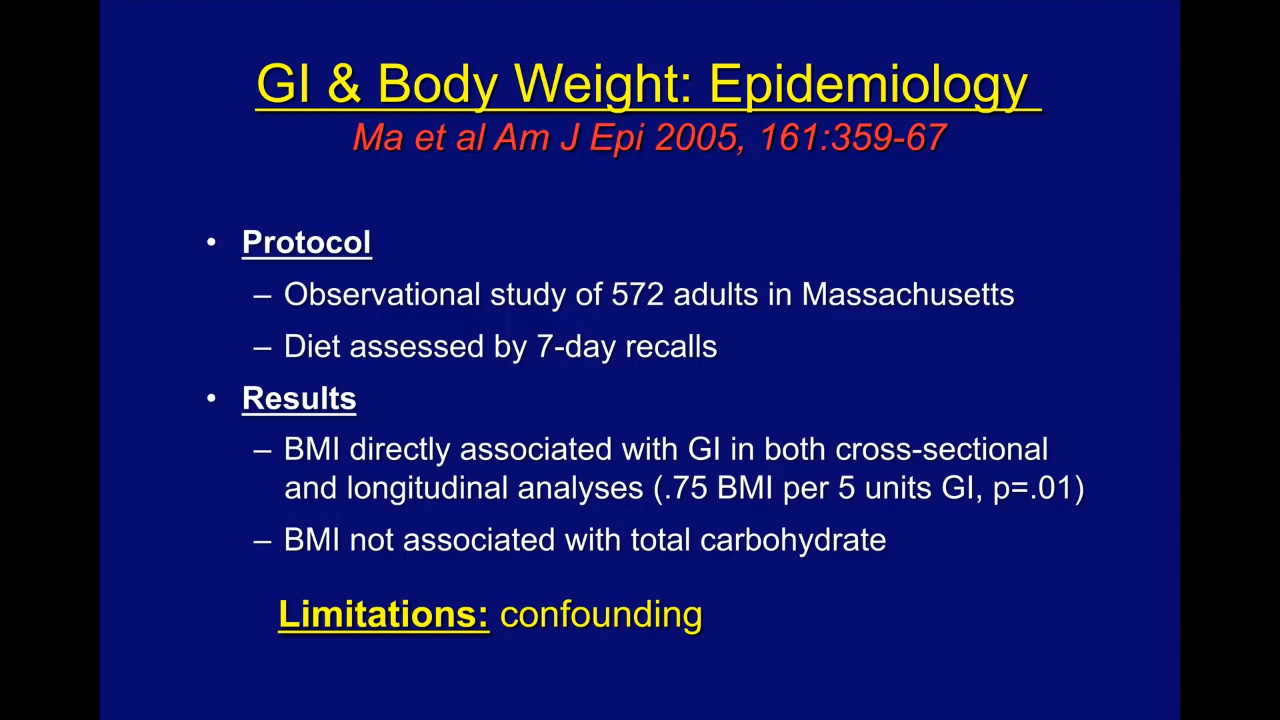 GI & Body Weight: Epidemiology
Ma et al Am J Epi 2005, 161:359-67
• Protocol
– Observational study of 572 adults in Massachusetts
– Diet assessed by 7-day recalls
• Results
– BMI directly associated with GI in both cross-sectional
and longitudinal analyses (.75 BMI per 5 units GI, p=.01)
– BMI not associated with total carbohydrate
Limitations: confounding